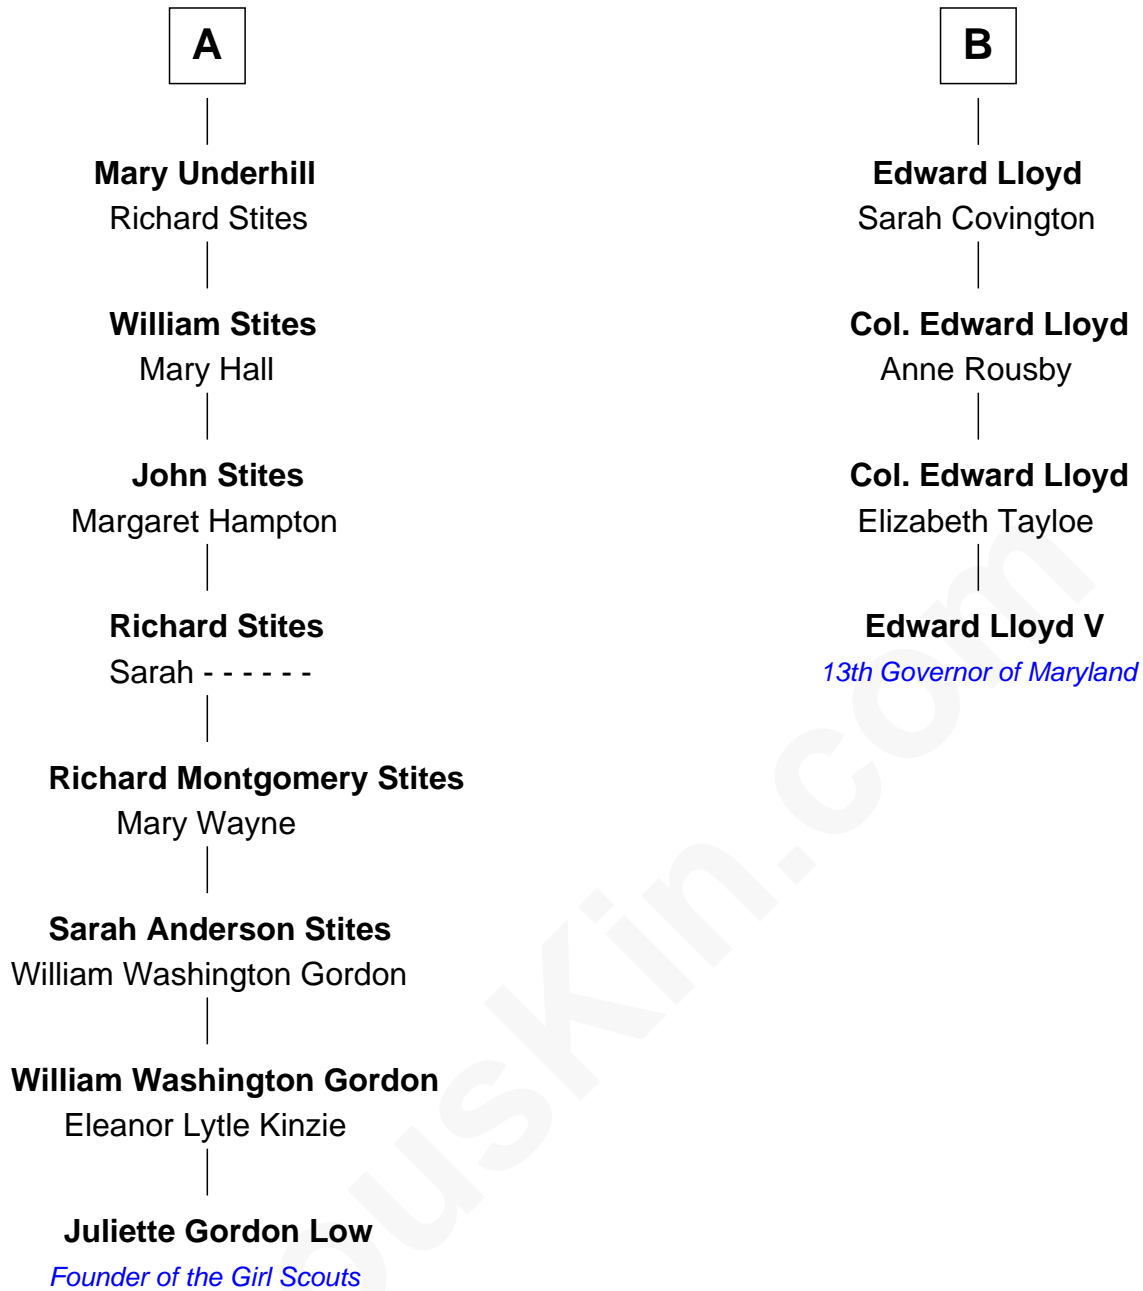 A
Mary Underhill
Richard Stites
William Stites
Mary Hall
John Stites
Margaret Hampton
Richard Stites
Sarah - - - - - -
Richard Montgomery Stites
Mary Wayne
Sarah Anderson Stites
William Washington Gordon
William Washington Gordon
Eleanor Lytle Kinzie
Juliette Gordon Low
Founder of the Girl Scouts
B
Edward Lloyd
Sarah Covington
Col. Edward Lloyd
Anne Rousby
Col. Edward Lloyd
Elizabeth Tayloe
Edward Lloyd V
13th Governor of Maryland
ousKin.com